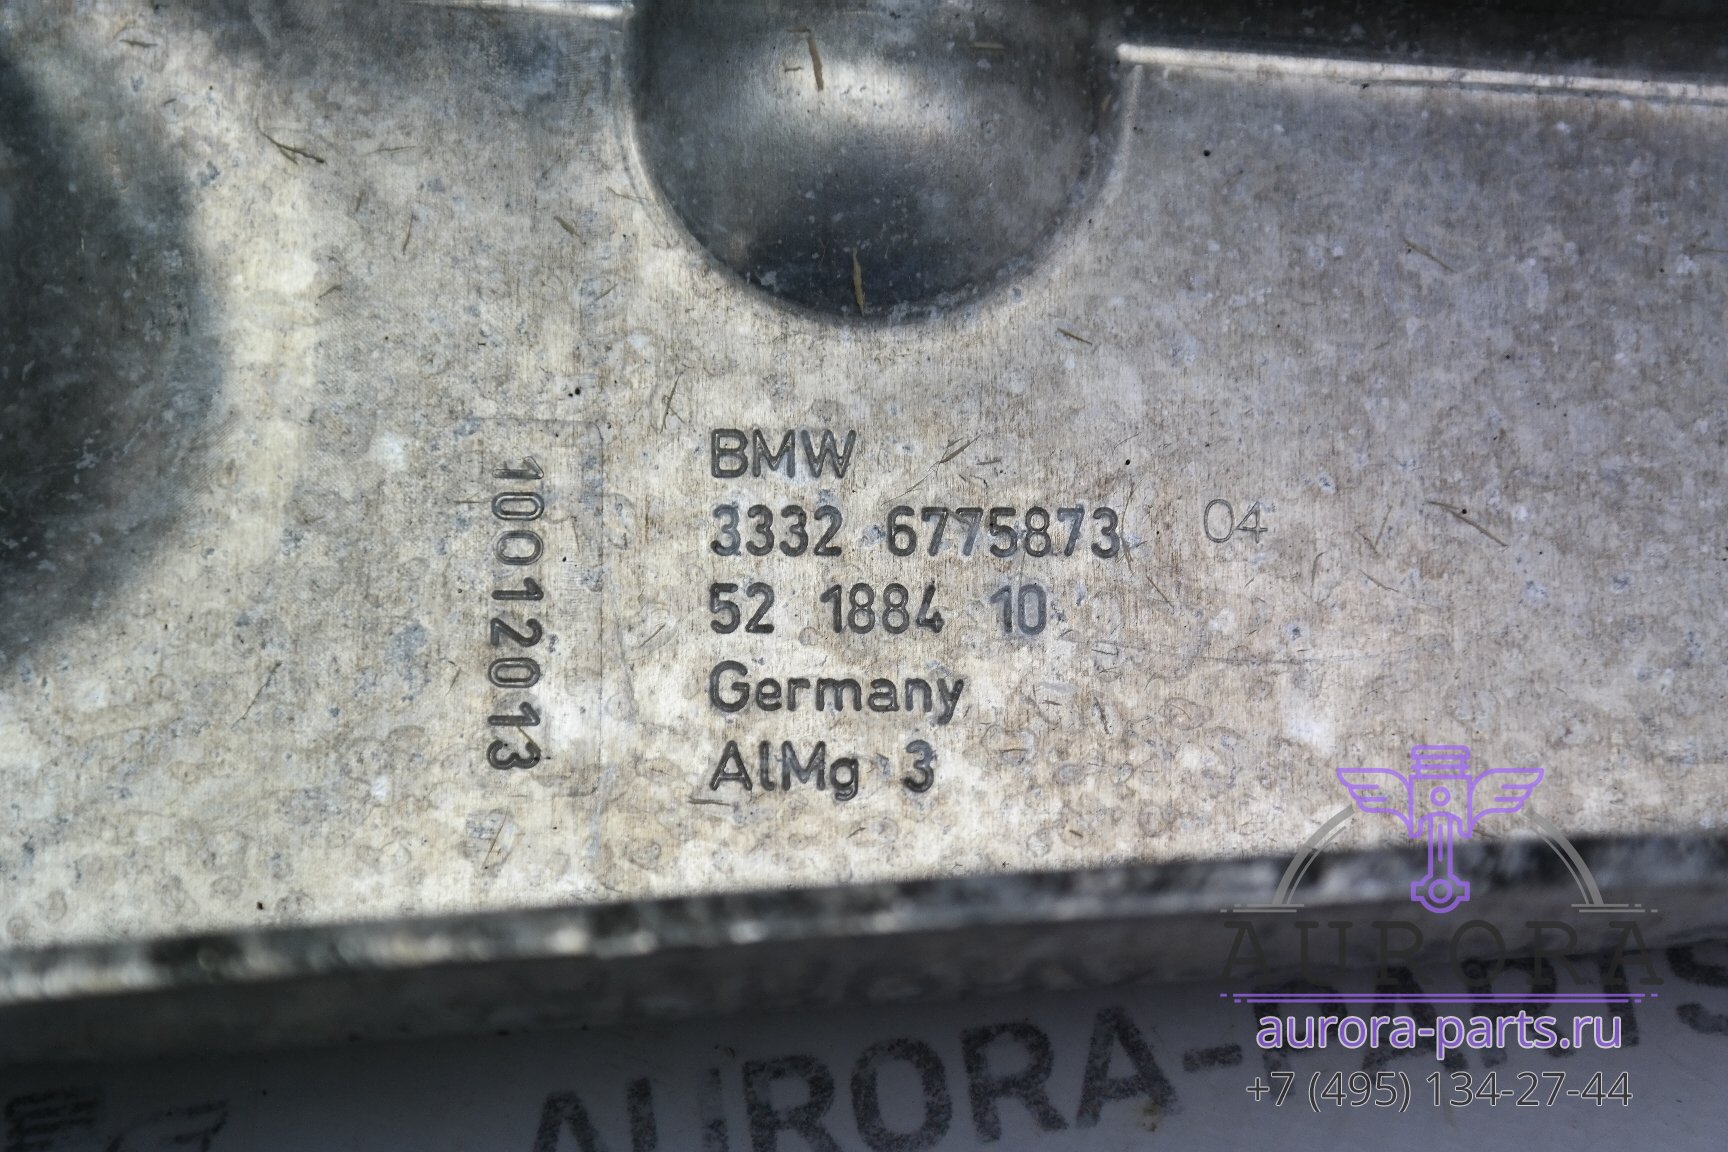 BMW
3332 6775873 04
52 1884 10
Germany
AlMg 3
10012013
AURORA
aurora-parts.ru
+7 (495) 134-27-44
AURORA-PARTS